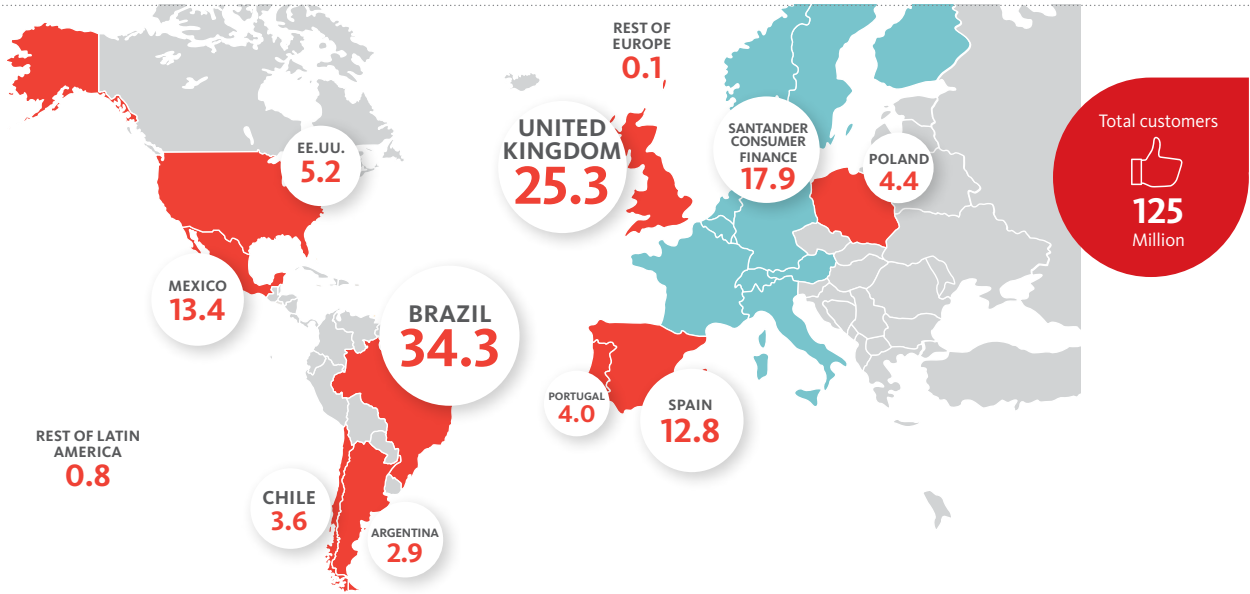 REST OF
EUROPE
0.1
EE.UU.
5.2
UNITED
KINGDOM
25.3
SANTANDER
CONSUMER
FINANCE
17.9
POLAND
4.4
Total customers
125
Million
MEXICO
13.4
BRAZIL
34.3
PORTUGAL
4.0
SPAIN
12.8
REST OF LATIN
AMERICA
0.8
CHILE
3.6
ARGENTINA
2.9